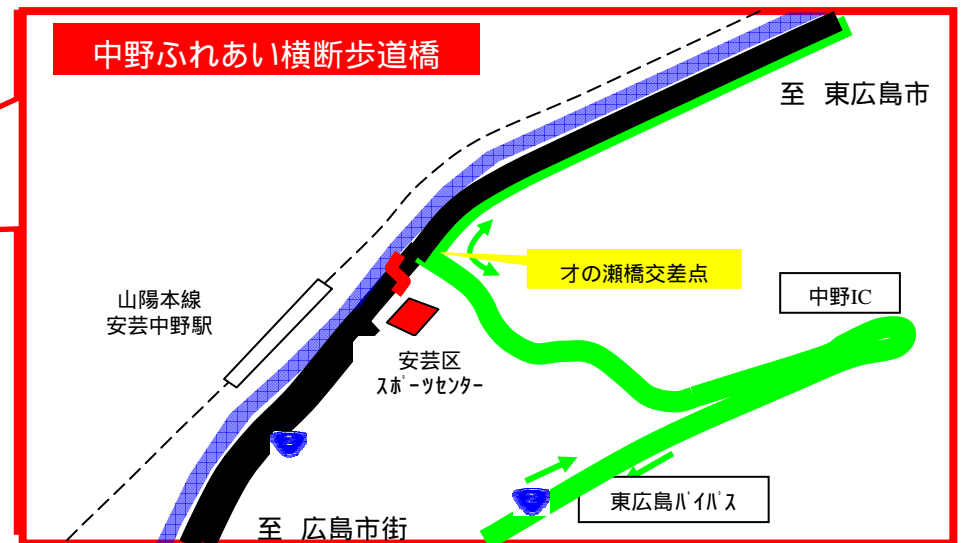 中野ふれあい横断歩道橋
至 東広島市
才の瀬橋交差点
中野IC
山陽本線
安芸中野駅
安芸区
ｽﾎﾟｰﾂｾﾝﾀｰ
東広島ﾊﾞｲﾊﾟｽ
至 広島市街